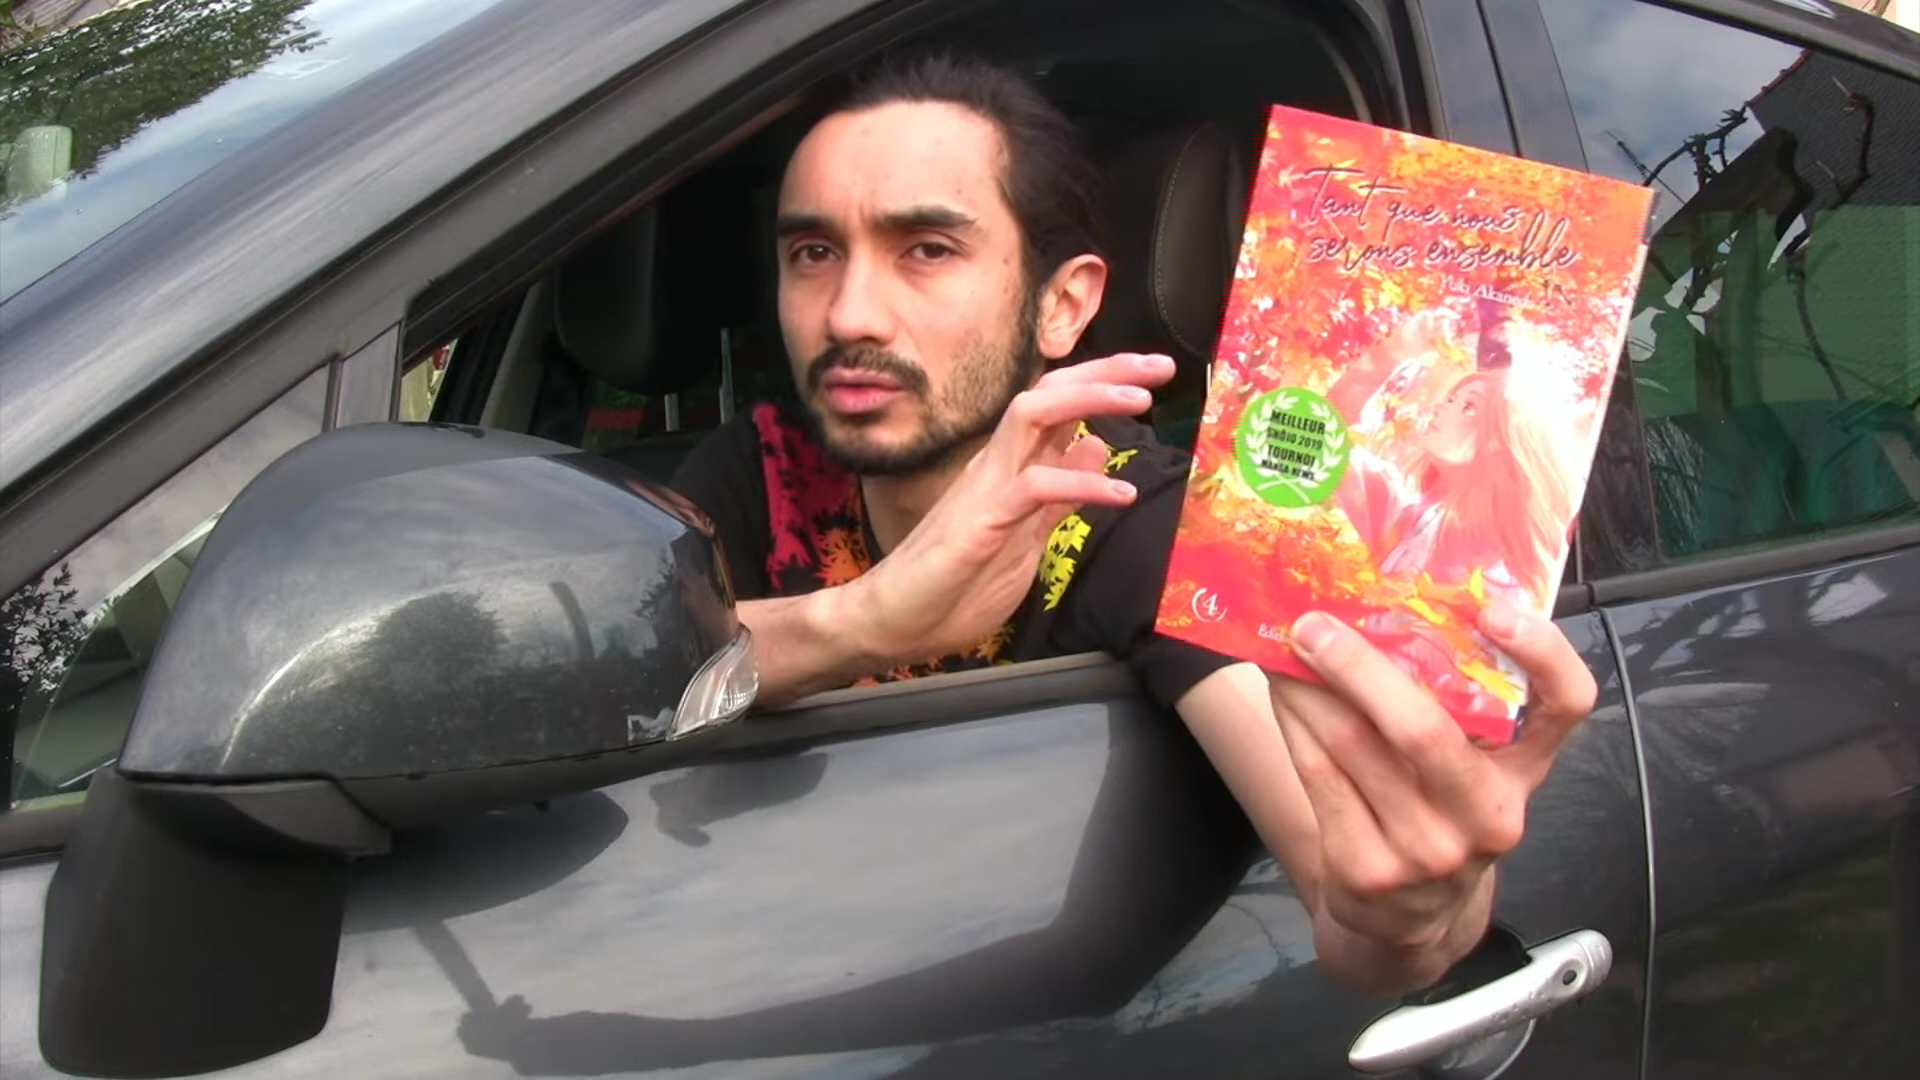 Tant que nous
serons ensemble
Yuki Akaneda
MEILLEUR
SHÔJO 2019
TOURNOI
MANGA-NEWS
(4)